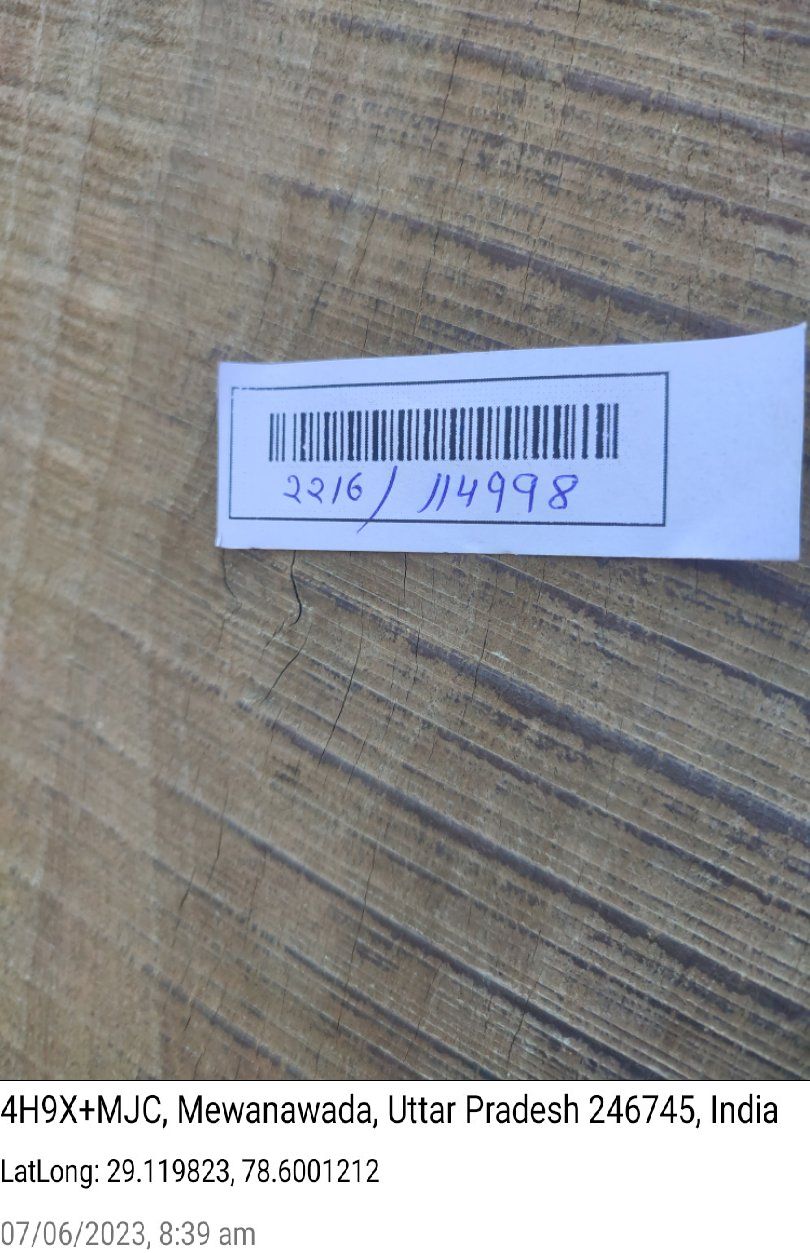 2216/ 114998
4H9X+MJC, Mewanawada, Uttar Pradesh 246745, India
LatLong: 29.119823, 78.6001212
07/06/2023, 8:39 am